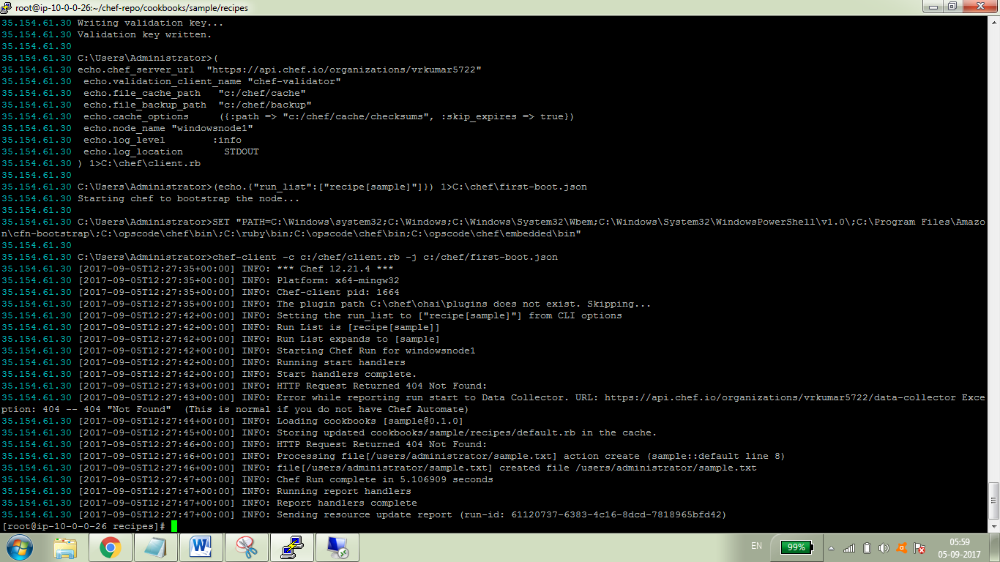 root@ip-10-0-0-26:~/chef-repo/cookbooks/sample/recipes
35.154.61.30 Writing validation key...
35.154.61.30 Validation key written.
35.154.61.30
35.154.61.30 C:\Users\Administrator>(
35.154.61.30 echo.chef_server_url  "https://api.chef.io/organizations/vrkumar5722"
35.154.61.30  echo.validation_client_name "chef-validator"
35.154.61.30  echo.file_cache_path   "c:/chef/cache"
35.154.61.30  echo.file_backup_path  "c:/chef/backup"
35.154.61.30  echo.cache_options     ({:path => "c:/chef/cache/checksums", :skip_expires => true})
35.154.61.30  echo.node_name "windowsnode1"
35.154.61.30  echo.log_level        :info
35.154.61.30  echo.log_location       STDOUT
35.154.61.30 ) 1>C:\chef\client.rb
35.154.61.30
35.154.61.30 C:\Users\Administrator>(echo.{"run_list":["recipe[sample]"]}) 1>C:\chef\first-boot.json
35.154.61.30 Starting chef to bootstrap the node...
35.154.61.30
35.154.61.30 C:\Users\Administrator>SET "PATH=C:\Windows\system32;C:\Windows;C:\Windows\System32\Wbem;C:\Windows\System32\WindowsPowerShell\v1.0\;C:\Program Files\Amazo
n\cfn-bootstrap\;C:\opscode\chef\bin\;C:\ruby\bin;C:\opscode\chef\bin;C:\opscode\chef\embedded\bin"
35.154.61.30
35.154.61.30 C:\Users\Administrator>chef-client -c c:/chef/client.rb -j c:/chef/first-boot.json
35.154.61.30 [2017-09-05T12:27:35+00:00] INFO: *** Chef 12.21.4 ***
35.154.61.30 [2017-09-05T12:27:35+00:00] INFO: Platform: x64-mingw32
35.154.61.30 [2017-09-05T12:27:35+00:00] INFO: Chef-client pid: 1664
35.154.61.30 [2017-09-05T12:27:35+00:00] INFO: The plugin path C:\chef\ohai\plugins does not exist. Skipping...
35.154.61.30 [2017-09-05T12:27:42+00:00] INFO: Setting the run_list to ["recipe[sample]"] from CLI options
35.154.61.30 [2017-09-05T12:27:42+00:00] INFO: Run List is [recipe[sample]]
35.154.61.30 [2017-09-05T12:27:42+00:00] INFO: Run List expands to [sample]
35.154.61.30 [2017-09-05T12:27:42+00:00] INFO: Starting Chef Run for windowsnode1
35.154.61.30 [2017-09-05T12:27:42+00:00] INFO: Running start handlers
35.154.61.30 [2017-09-05T12:27:42+00:00] INFO: Start handlers complete.
35.154.61.30 [2017-09-05T12:27:43+00:00] INFO: HTTP Request Returned 404 Not Found:
35.154.61.30 [2017-09-05T12:27:43+00:00] INFO: Error while reporting run start to Data Collector. URL: https://api.chef.io/organizations/vrkumar5722/data-collector Exce
ption: 404 -- 404 "Not Found"  (This is normal if you do not have Chef Automate)
35.154.61.30 [2017-09-05T12:27:44+00:00] INFO: Loading cookbooks [sample@0.1.0]
35.154.61.30 [2017-09-05T12:27:45+00:00] INFO: Storing updated cookbooks/sample/recipes/default.rb in the cache.
35.154.61.30 [2017-09-05T12:27:46+00:00] INFO: HTTP Request Returned 404 Not Found:
35.154.61.30 [2017-09-05T12:27:46+00:00] INFO: Processing file[/users/administrator/sample.txt] action create (sample::default line 8)
35.154.61.30 [2017-09-05T12:27:46+00:00] INFO: file[/users/administrator/sample.txt] created file /users/administrator/sample.txt
35.154.61.30 [2017-09-05T12:27:47+00:00] INFO: Chef Run complete in 5.106909 seconds
35.154.61.30 [2017-09-05T12:27:47+00:00] INFO: Running report handlers
35.154.61.30 [2017-09-05T12:27:47+00:00] INFO: Report handlers complete
35.154.61.30 [2017-09-05T12:27:47+00:00] INFO: Sending resource update report (run-id: 61120737-6383-4c16-8dcd-7818965bfd42)
[root@ip-10-0-0-26 recipes]#
EN
99%
05:59
05-09-2017